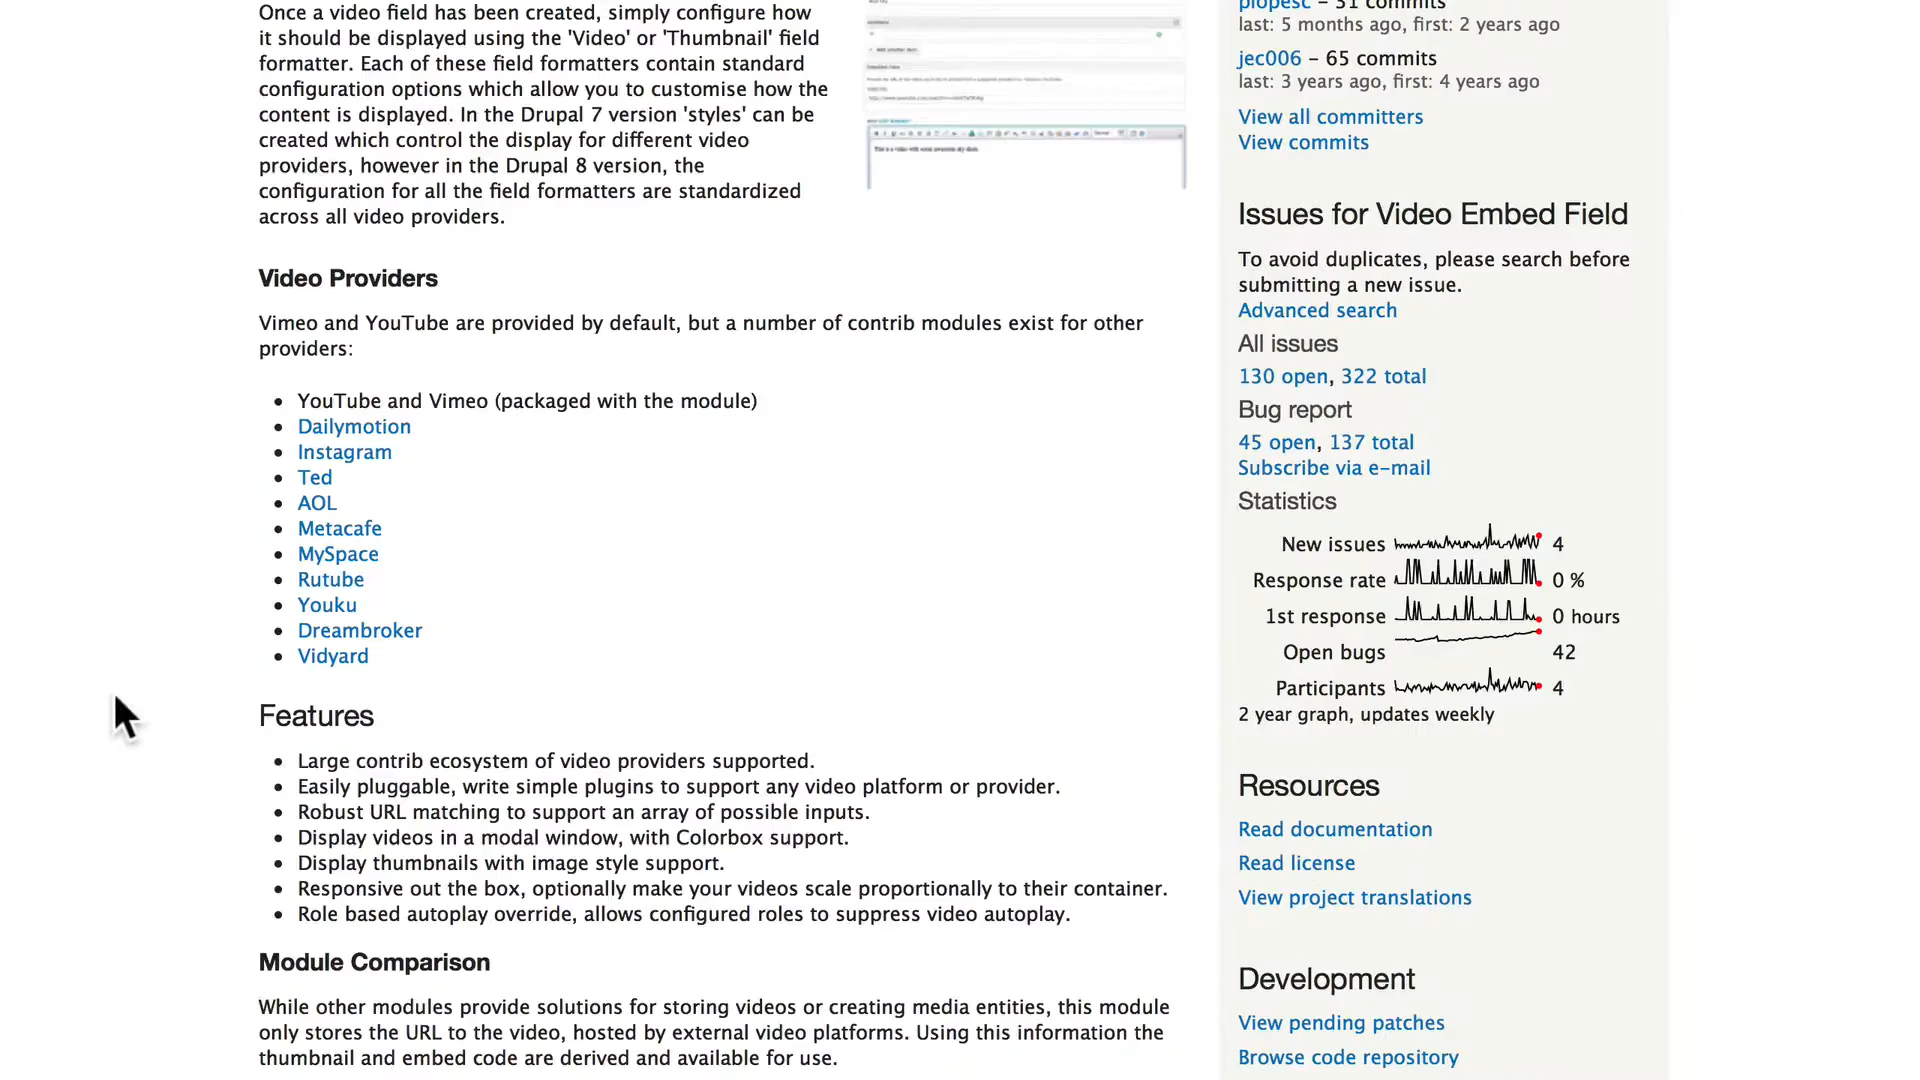 Once a video field has been created, simply configure how
it should be displayed using the 'Video' or 'Thumbnail' field
formatter. Each of these field formatters contain standard
configuration options which allow you to customise how the
content is displayed. In the Drupal 7 version 'styles' can be
created which control the display for different video
providers, however in the Drupal 8 version, the
configuration for all the field formatters are standardized
across all video providers.
Video Providers
Vimeo and YouTube are provided by default, but a number of contrib modules exist for other
providers:
YouTube and Vimeo (packaged with the module)
Dailymotion
Instagram
Ted
AOL
Metacafe
MySpace
Rutube
Youku
Dreambroker
Vidyard
Features
Large contrib ecosystem of video providers supported.
Easily pluggable, write simple plugins to support any video platform or provider.
Robust URL matching to support an array of possible inputs.
Display videos in a modal window, with Colorbox support.
Display thumbnails with image style support.
Responsive out the box, optionally make your videos scale proportionally to their container.
Role based autoplay override, allows configured roles to suppress video autoplay.
Module Comparison
While other modules provide solutions for storing videos or creating media entities, this module
only stores the URL to the video, hosted by external video platforms. Using this information the
thumbnail and embed code are derived and available for use.
plopesc – 31 commits
last: 5 months ago, first: 2 years ago
jec006 – 65 commits
last: 3 years ago, first: 4 years ago
View all committers
View commits
Issues for Video Embed Field
To avoid duplicates, please search before
submitting a new issue.
Advanced search
All issues
130 open, 322 total
Bug report
45 open, 137 total
Subscribe via e-mail
Statistics
New issues 4
Response rate 0 %
1st response 0 hours
Open bugs 42
Participants 4
2 year graph, updates weekly
Resources
Read documentation
Read license
View project translations
Development
View pending patches
Browse code repository